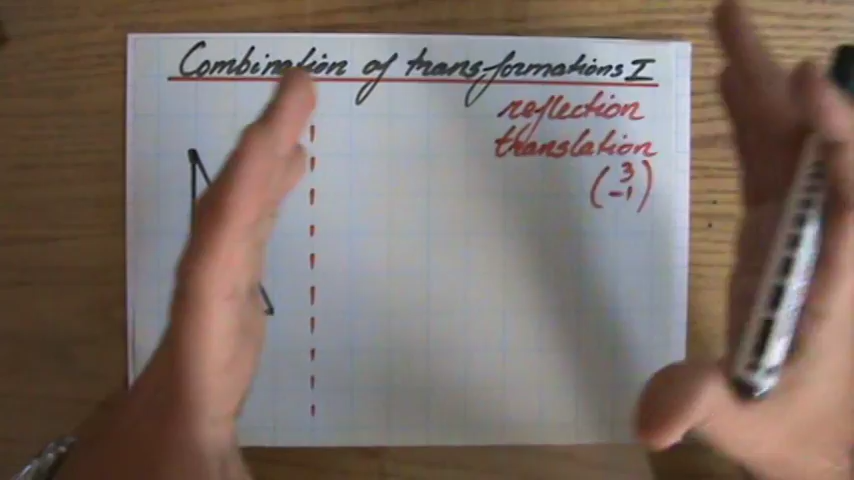 Combination of transformations I
reflection
translation
(3
-1)